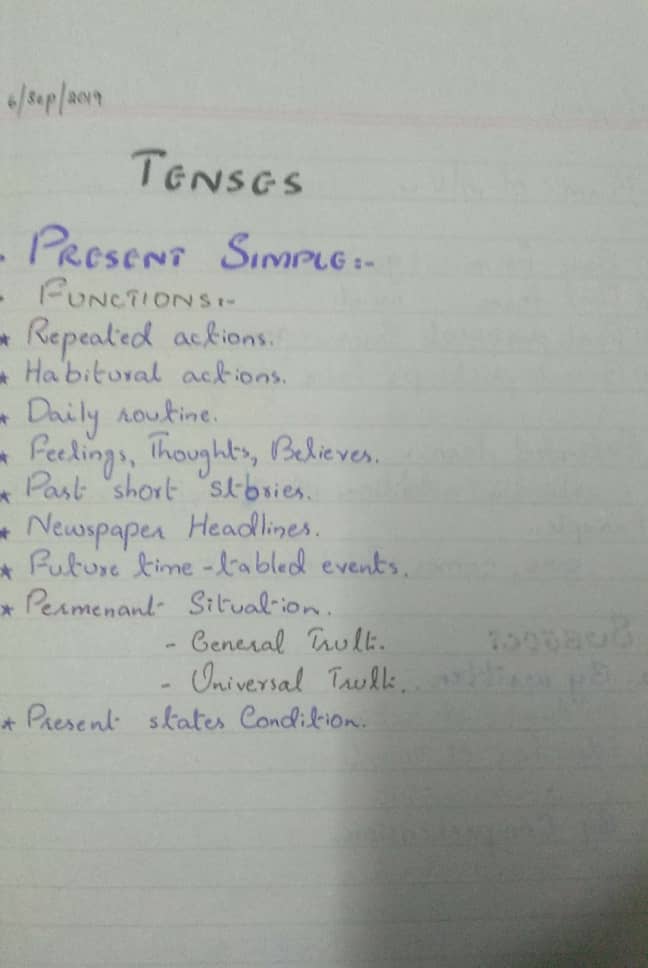 6/Sep/2019
TENSES
• PRESENT SIMPLE:-
• FUNCTIONS:-
* Repeated actions.
* Habitural actions.
* Daily routine.
* Feelings, Thoughts, Believes.
* Past short stories.
* Newspaper Headlines.
* Future time-tabled events.
* Permenant Situation.
- General Truth.
- Universal Truth.
* Present states Condition.